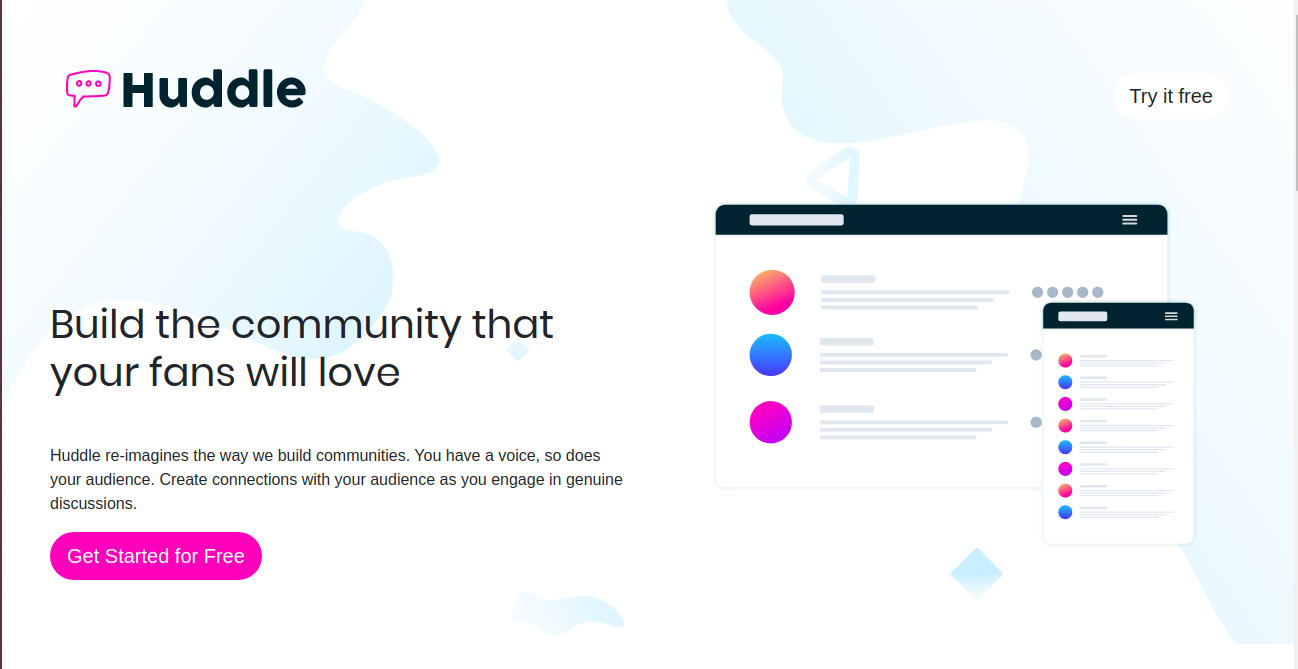 Huddle
Try it free
Build the community that
your fans will love
Huddle re-imagines the way we build communities. You have a voice, so does
your audience. Create connections with your audience as you engage in genuine
discussions.
Get Started for Free